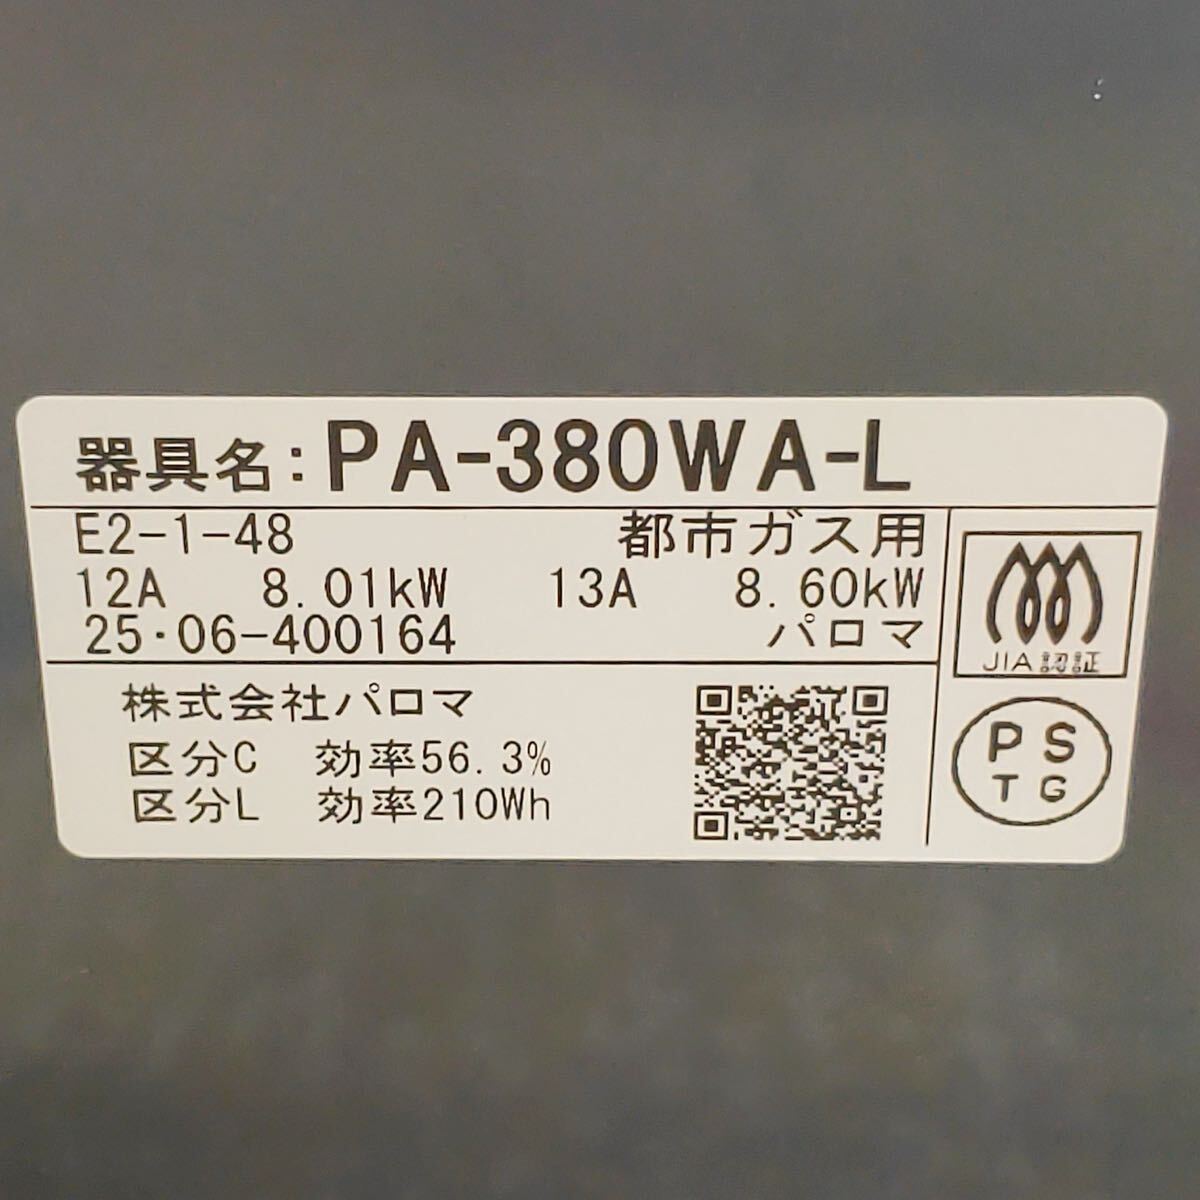 器具名:PA-380WA-L
E2-1-48 都市ガス用
12A 8.01kW 13A 8.60kW
25・06-400164 パロマ
JIA認証
株式会社パロマ
区分C 効率56.3%
区分L 効率210Wh
PS
TG